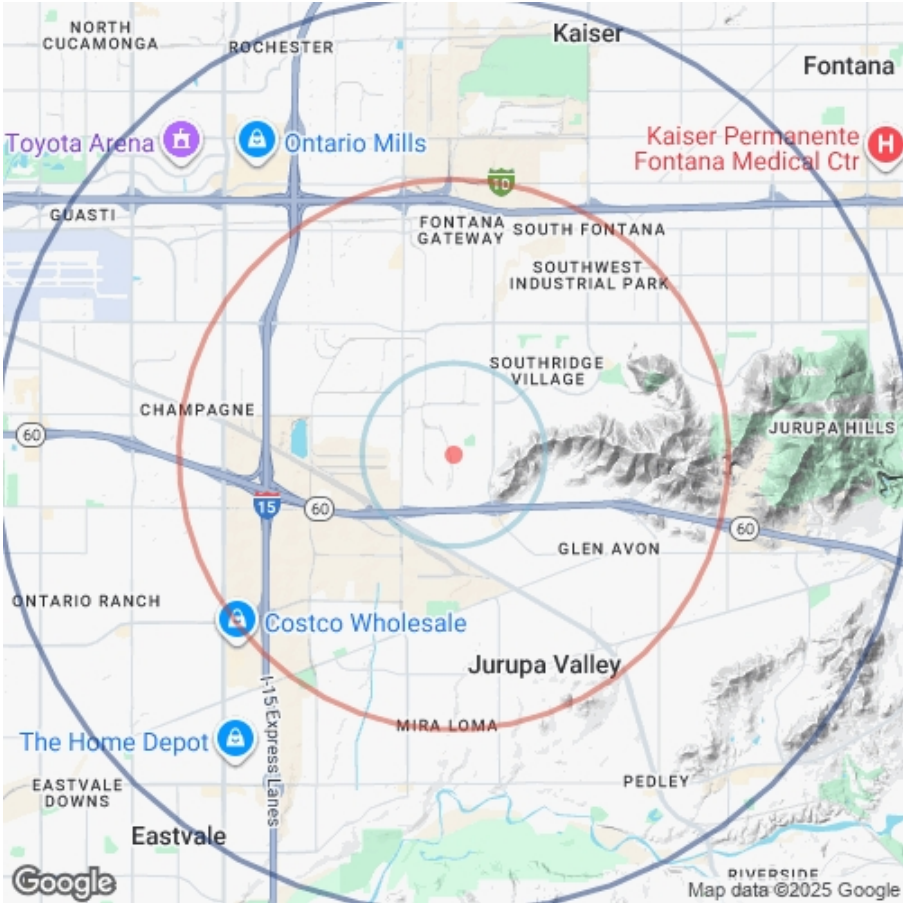 NORTH
CUCAMONGA
ROCHESTER
Kaiser
Fontana
Toyota Arena
Ontario Mills
Kaiser Permanente
Fontana Medical Ctr
H
10
GUASTI
FONTANA
GATEWAY
SOUTH FONTANA
SOUTHWEST
INDUSTRIAL PARK
SOUTHRIDGE
VILLAGE
CHAMPAGNE
JURUPA HILLS
60
15
60
60
GLEN AVON
ONTARIO RANCH
Costco Wholesale
Jurupa Valley
I-15 Express Lanes
MIRA LOMA
The Home Depot
PEDLEY
EASTVALE
DOWNS
Eastvale
RIVERSIDE
Google
Map data ©2025 Google